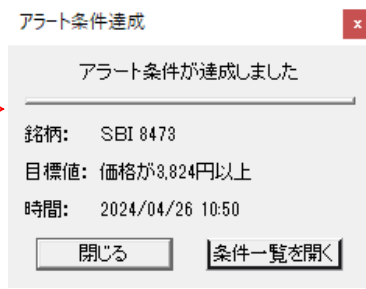 アラート条件達成
x
アラート条件が達成しました
銘柄: SBI 8473
目標値: 価格が3,824円以上
時間: 2024/04/26 10:50
閉じる 条件一覧を開く